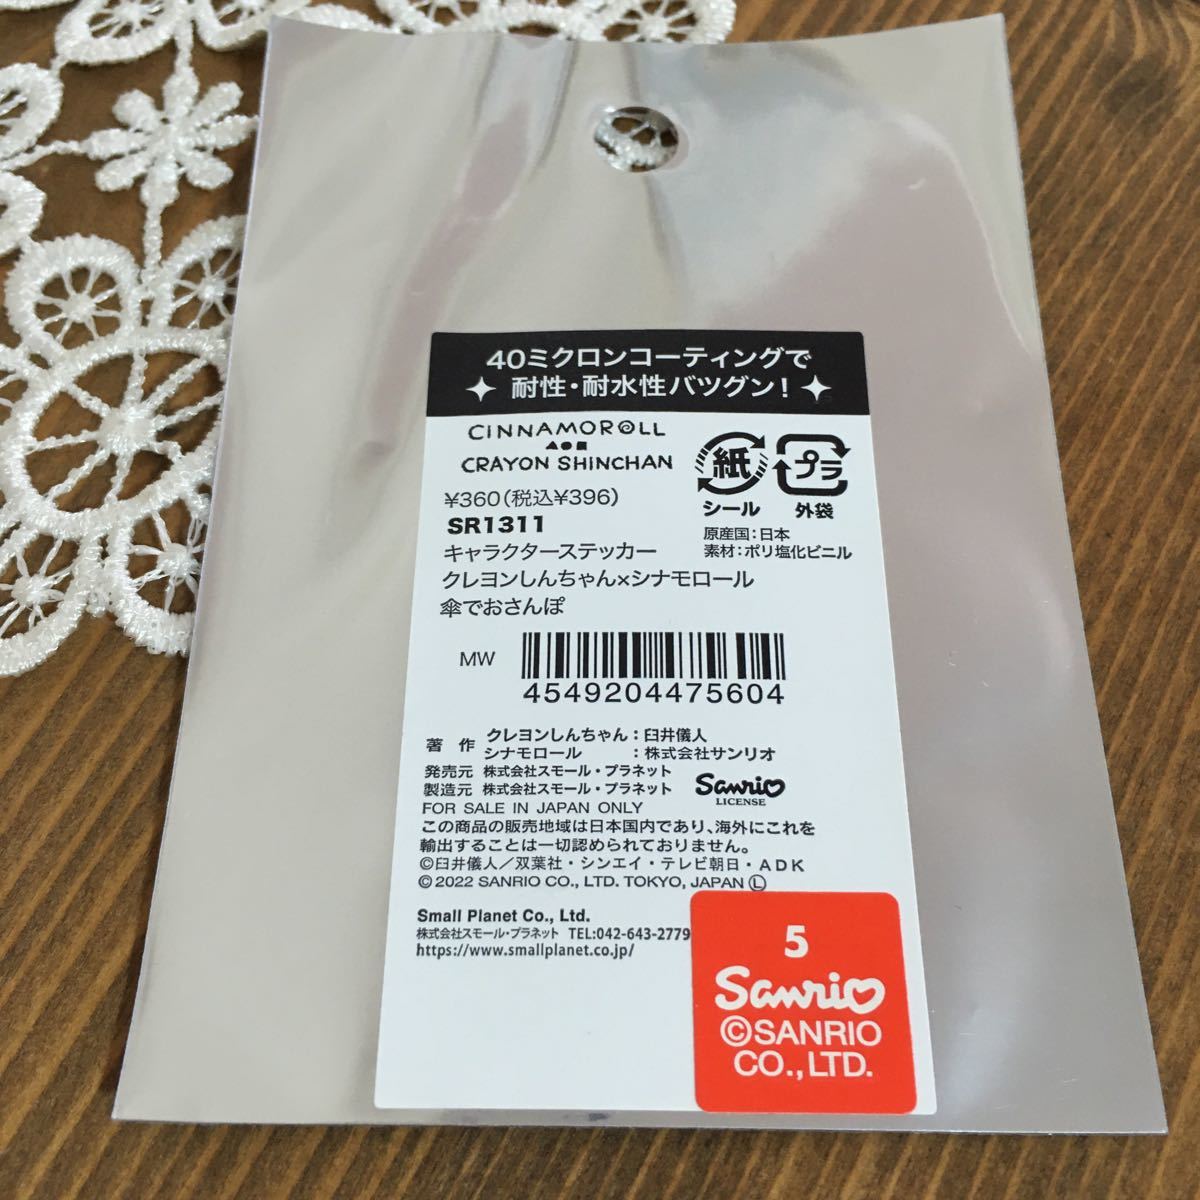 40ミクロンコーティングで
耐性・耐水性バツグン!
CINNAMOROLL
CRAYON SHINCHAN
¥360(税込¥396)
SR1311
キャラクターステッカー
クレヨンしんちゃん×シナモロール
傘でおさんぽ
紙
シール
プラ
外袋
原産国:日本
素材:ポリ塩化ビニル
MW
4549204475604
著 作
クレヨンしんちゃん:臼井儀人
シナモロール :株式会社サンリオ
発売元 株式会社スモール・プラネット
製造元 株式会社スモール・プラネット
Sanrio
LICENSE
FOR SALE IN JAPAN ONLY
この商品の販売地域は日本国内であり、海外にこれを
輸出することは一切認められておりません。
©臼井儀人/双葉社・シンエイ・テレビ朝日・ADK
© 2022 SANRIO CO., LTD. TOKYO, JAPAN Ⓛ
Small Planet Co., Ltd.
株式会社スモール・プラネット TEL:042-643-2779
https://www.smallplanet.co.jp/
5
Sanrio
©SANRIO
CO.,LTD.